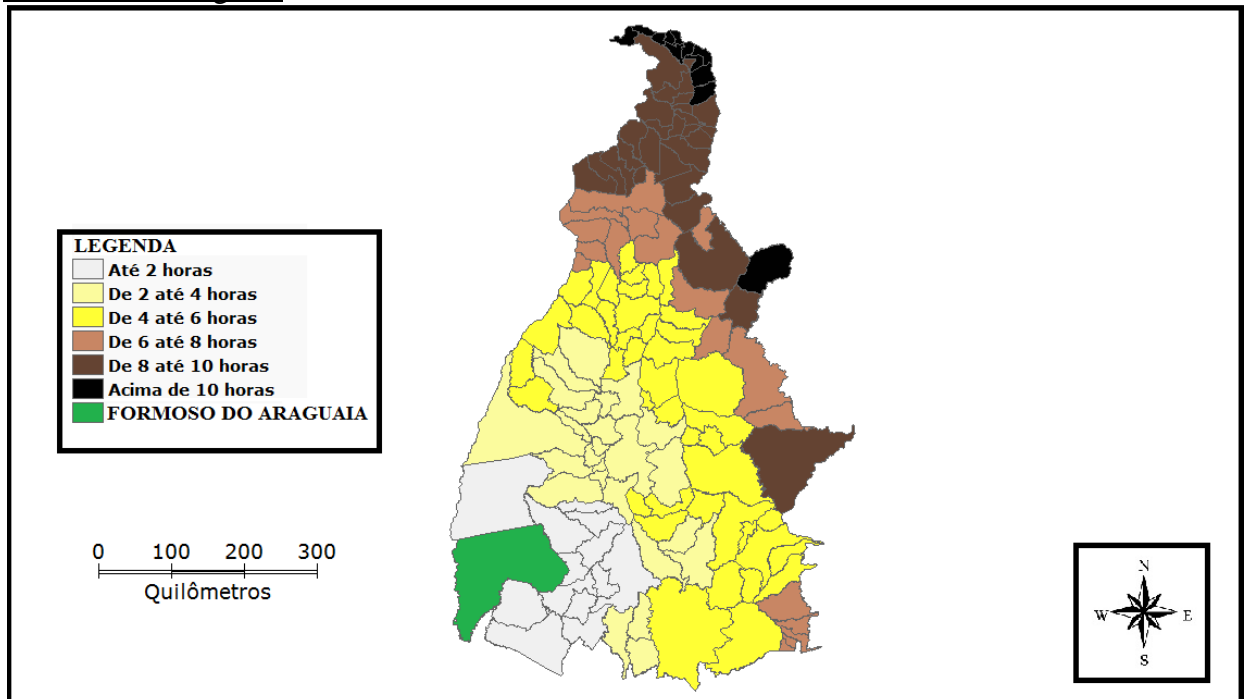 LEGENDA
Até 2 horas
De 2 até 4 horas
De 4 até 6 horas
De 6 até 8 horas
De 8 até 10 horas
Acima de 10 horas
FORMOSO DO ARAGUAIA
0 100 200 300
Quilômetros
N
W E
S